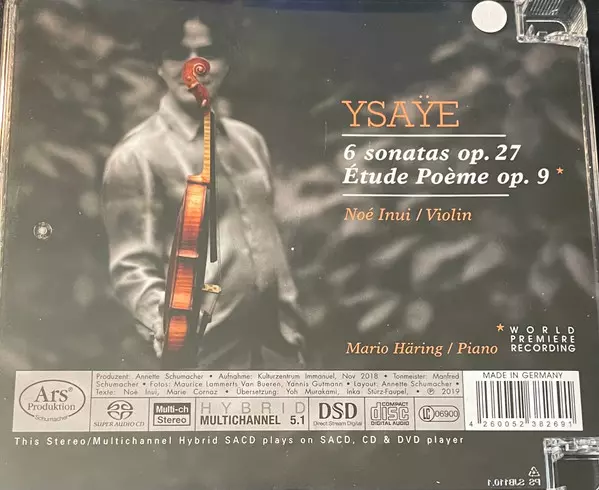 YSAŸE
6 sonatas op. 27
Étude Poème op. 9 *
Noé Inui / Violin
Mario Häring / Piano
* WORLD
PREMIERE
RECORDING
Ars
Produktion
Schumacher
Produzent: Annette Schumacher • Aufnahme: Kulturzentrum Immanuel, Nov 2018 • Tonmeister: Manfred
Schumacher • Fotos: Maurice Lammerts Van Bueren, Yannis Gutmann • Layout: Annette Schumacher •
Texte: Noé Inui, Marie Cornaz • Übersetzung: Yoh Murakami, Inka Stürz-Faupel, • ℗ 2019
SUPER AUDIO CD
Multi-ch
Stereo
HYBRID
MULTICHANNEL 5.1
DSD
Direct Stream Digital
COMPACT
disc
DIGITAL AUDIO
LC 06900
MADE IN GERMANY
4 260052 382691
This Stereo/Multichannel Hybrid SACD plays on SACD, CD & DVD player
PS SJB110.1